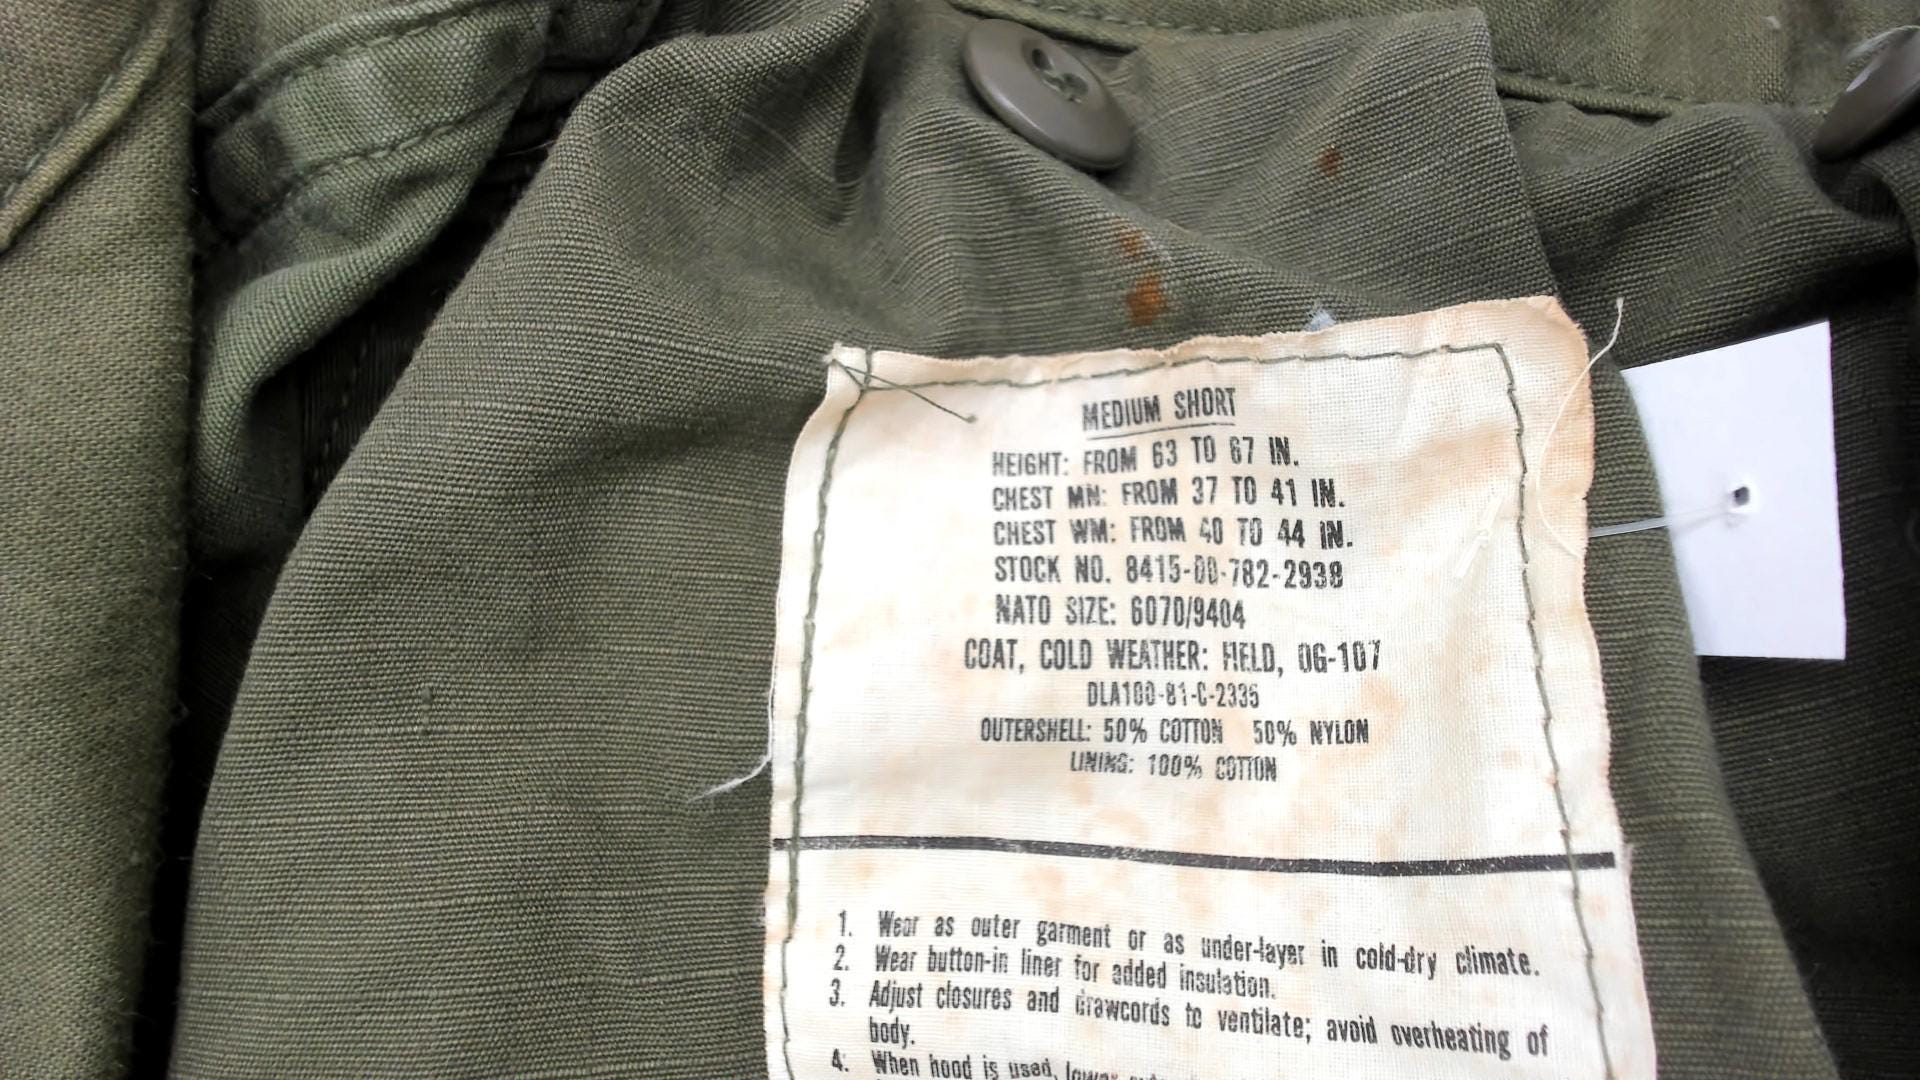 MEDIUM SHORT
HEIGHT: FROM 63 TO 67 IN.
CHEST MN: FROM 37 TO 41 IN.
CHEST WM: FROM 40 TO 44 IN.
STOCK NO. 8415-00-782-2938
NATO SIZE: 6070/9404
COAT, COLD WEATHER: FIELD, OG-107
DLA100-81-C-2335
OUTERSHELL: 50% COTTON 50% NYLON
LINING: 100% COTTON
1. Wear as outer garment or as under-layer in cold-dry climate.
2. Wear button-in liner for added insulation.
3. Adjust closures and drawcords to ventilate; avoid overheating of
body.
4. When hood is used, lower